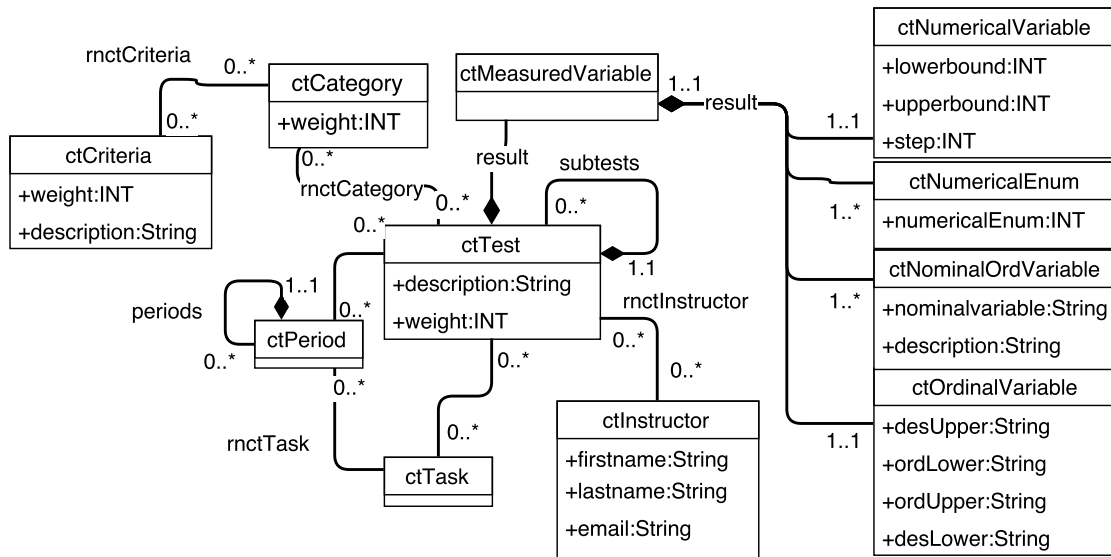 rnctCriteria
0..*
0..*
ctCategory
+weight:INT
ctCriteria
+weight:INT
+description:String
0..*
rnctCategory
0..*
ctMeasuredVariable
1..1
result
result
subtests
0..*
1.1
ctTest
+description:String
+weight:INT
0..*
0..*
periods
1..1
0..*
ctPeriod
0..*
rnctTask
ctTask
0..*
0..*
rnctInstructor
0..*
0..*
ctInstructor
+firstname:String
+lastname:String
+email:String
ctNumericalVariable
+lowerbound:INT
+upperbound:INT
+step:INT
1..1
ctNumericalEnum
+numericalEnum:INT
1..*
ctNominalOrdVariable
+nominalvariable:String
+description:String
1..*
ctOrdinalVariable
+desUpper:String
+ordLower:String
+ordUpper:String
+desLower:String
1..1